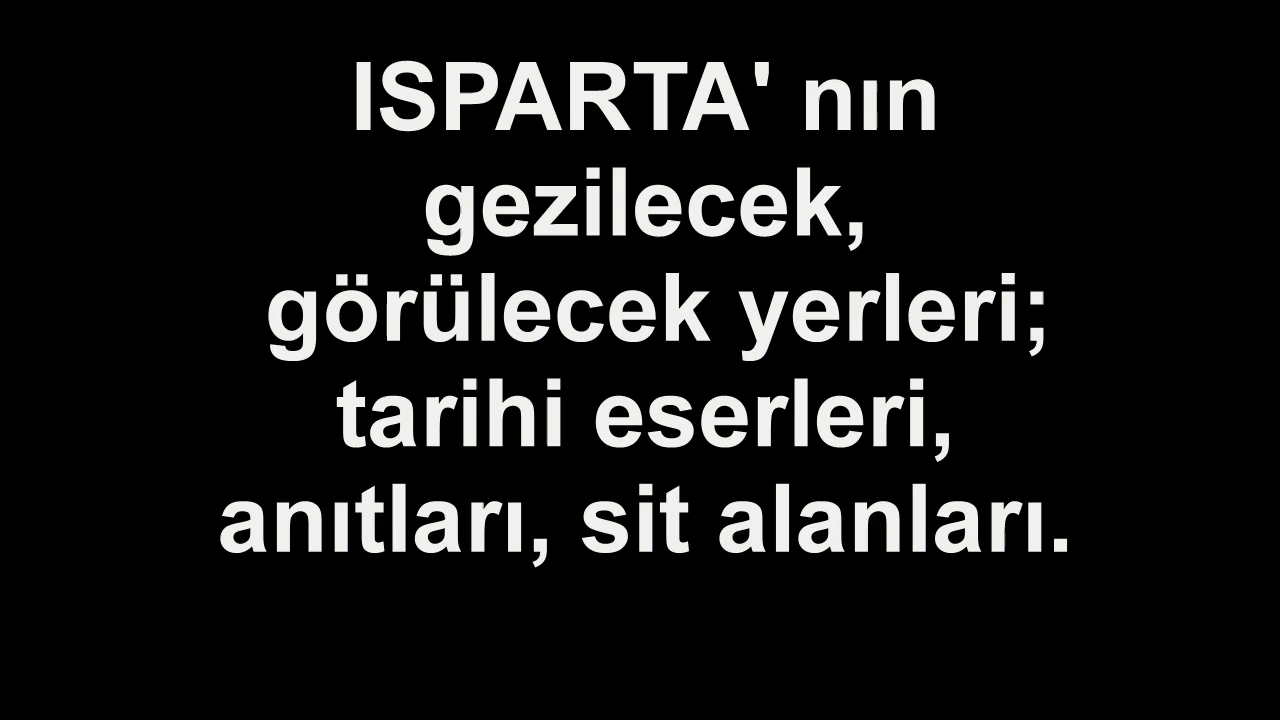 ISPARTA' nın
gezilecek,
görülecek yerleri;
tarihi eserleri,
anıtları, sit alanları.